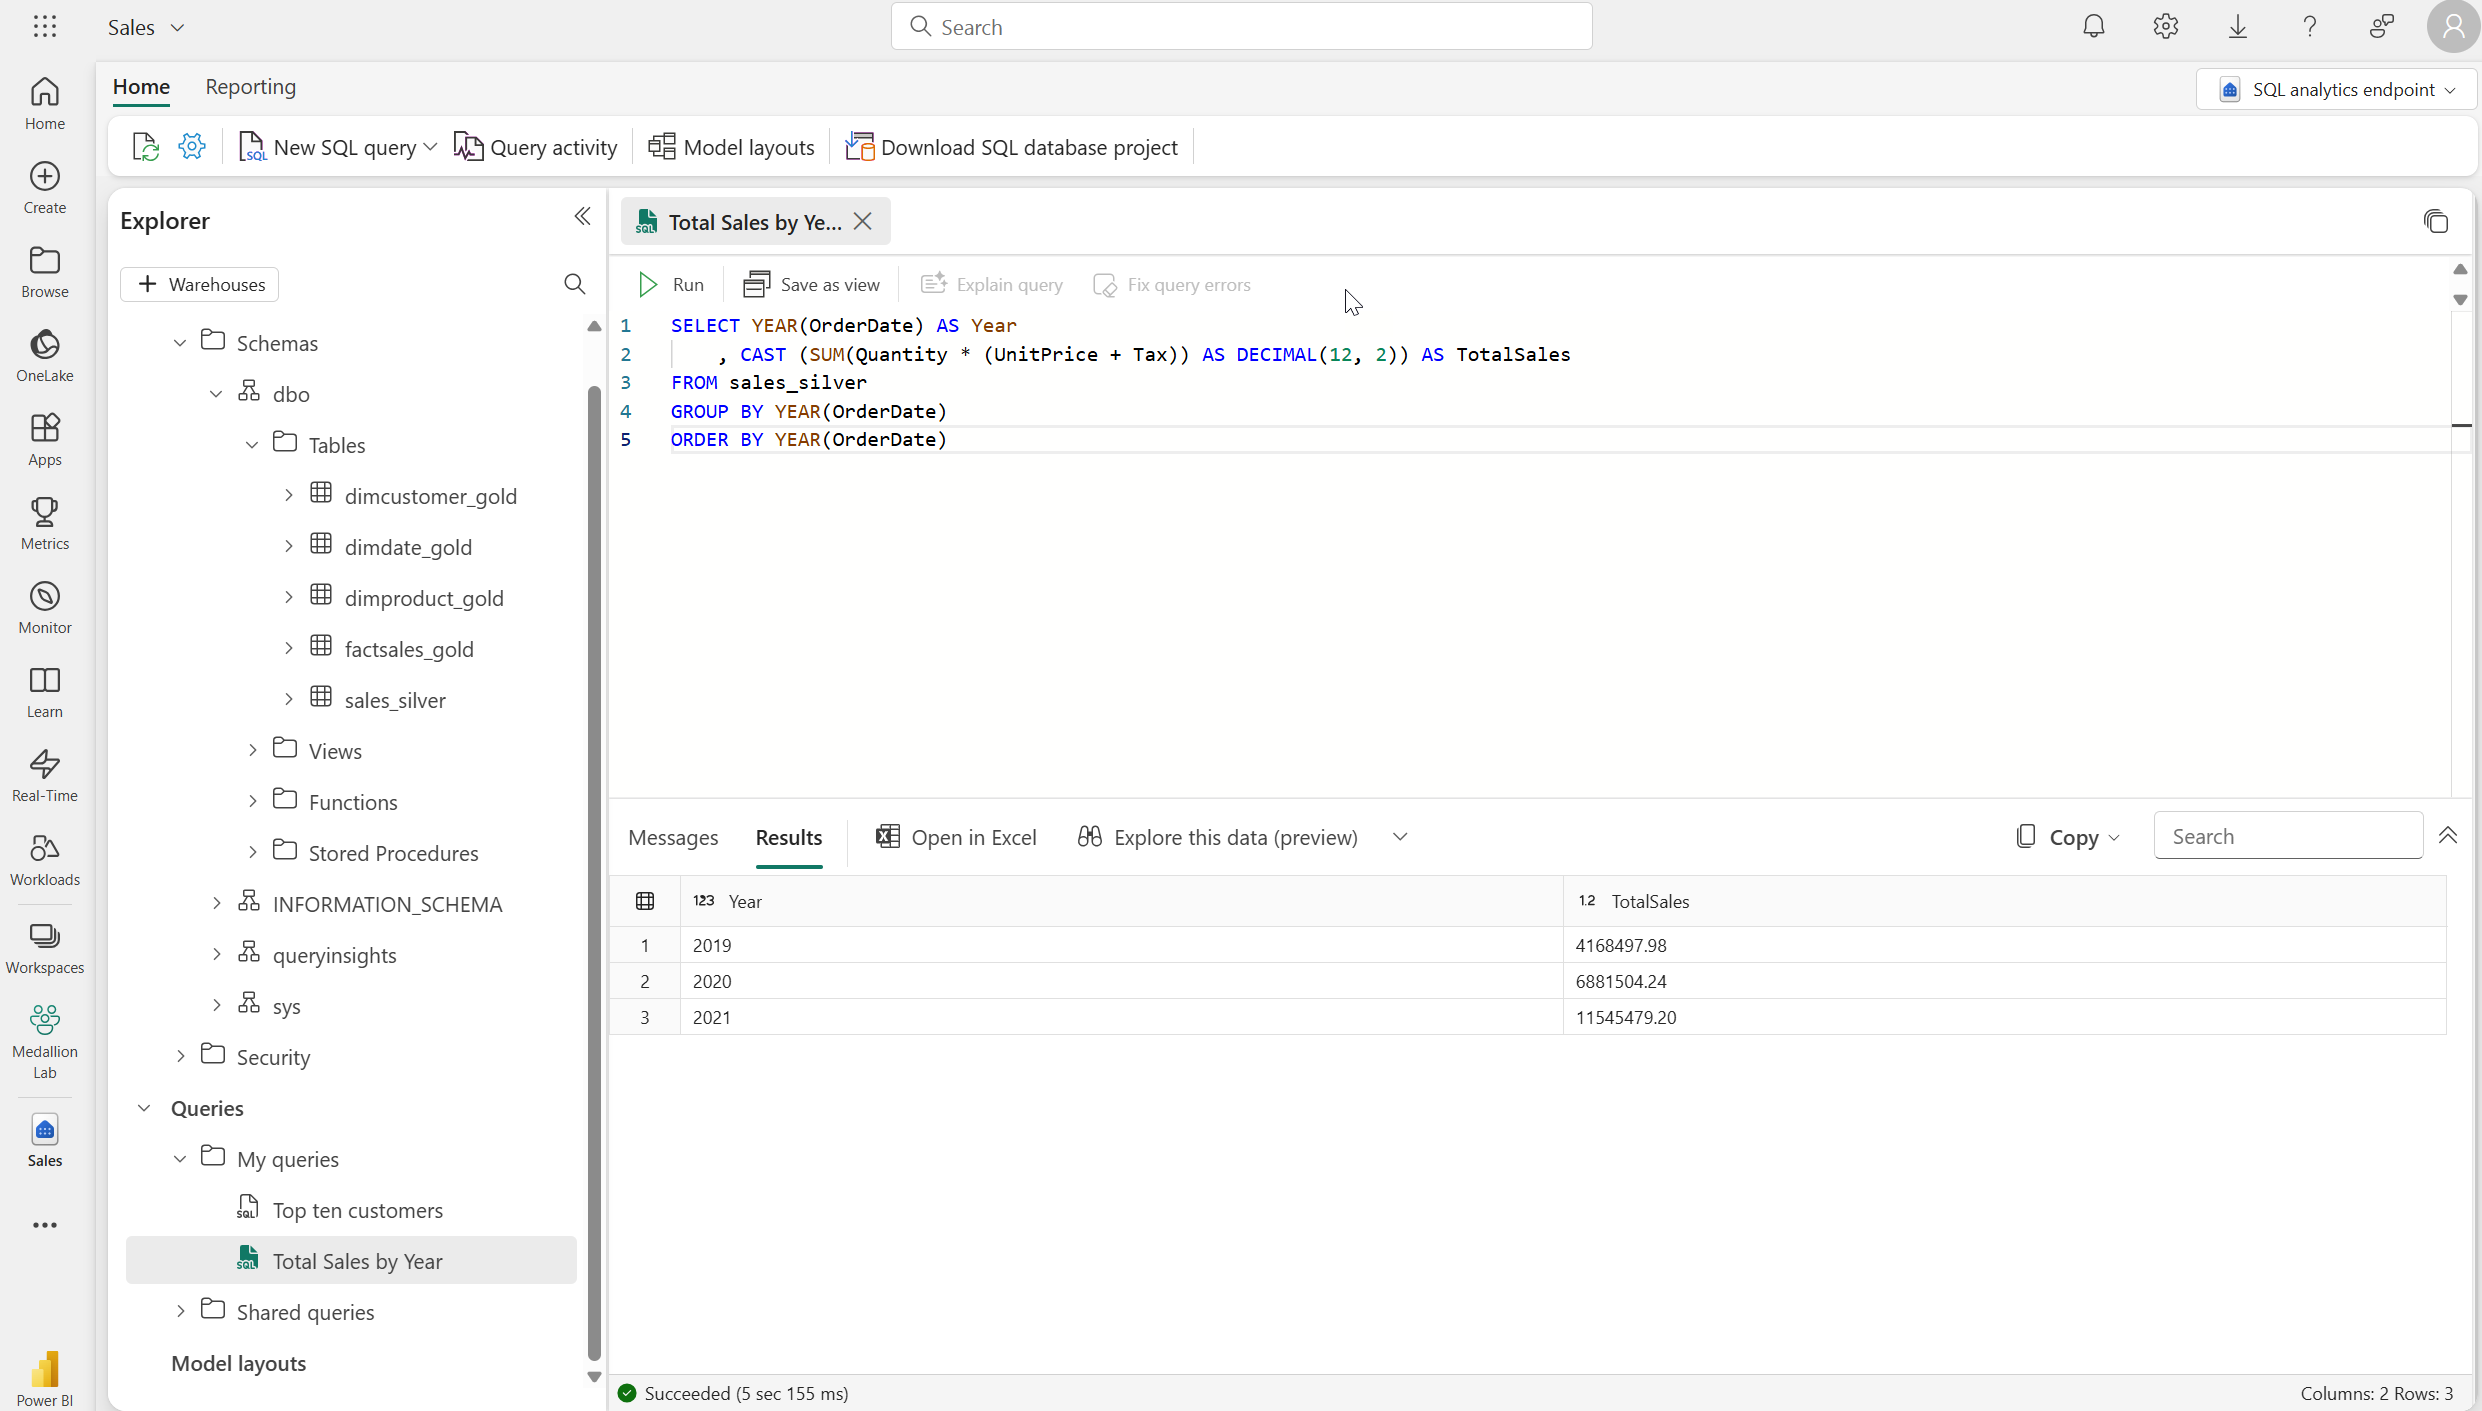 Sales
Search
Home
Reporting
SQL analytics endpoint
New SQL query
Query activity
Model layouts
Download SQL database project
Home
Create
Browse
OneLake
Apps
Metrics
Monitor
Learn
Real-Time
Workloads
Workspaces
Medallion
Lab
Sales
Power BI
Explorer
Warehouses
Schemas
dbo
Tables
dimcustomer_gold
dimdate_gold
dimproduct_gold
factsales_gold
sales_silver
Views
Functions
Stored Procedures
INFORMATION_SCHEMA
queryinsights
sys
Security
Queries
My queries
Top ten customers
Total Sales by Year
Shared queries
Model layouts
Total Sales by Ye...
Run
Save as view
Explain query
Fix query errors
1 SELECT YEAR(OrderDate) AS Year
2 , CAST (SUM(Quantity * (UnitPrice + Tax)) AS DECIMAL(12, 2)) AS TotalSales
3 FROM sales_silver
4 GROUP BY YEAR(OrderDate)
5 ORDER BY YEAR(OrderDate)
Messages
Results
Open in Excel
Explore this data (preview)
Copy
Search
123 Year 1.2 TotalSales
1 2019 4168497.98
2 2020 6881504.24
3 2021 11545479.20
Succeeded (5 sec 155 ms)
Columns: 2 Rows: 3